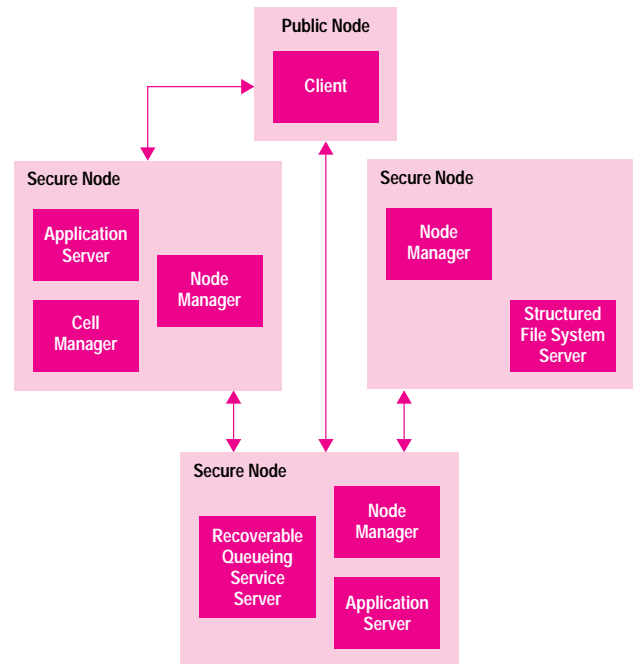 Public Node
Client
Secure Node
Application
Server
Node
Manager
Cell
Manager
Secure Node
Node
Manager
Structured
File System
Server
Secure Node
Recoverable
Queueing
Service
Server
Node
Manager
Application
Server